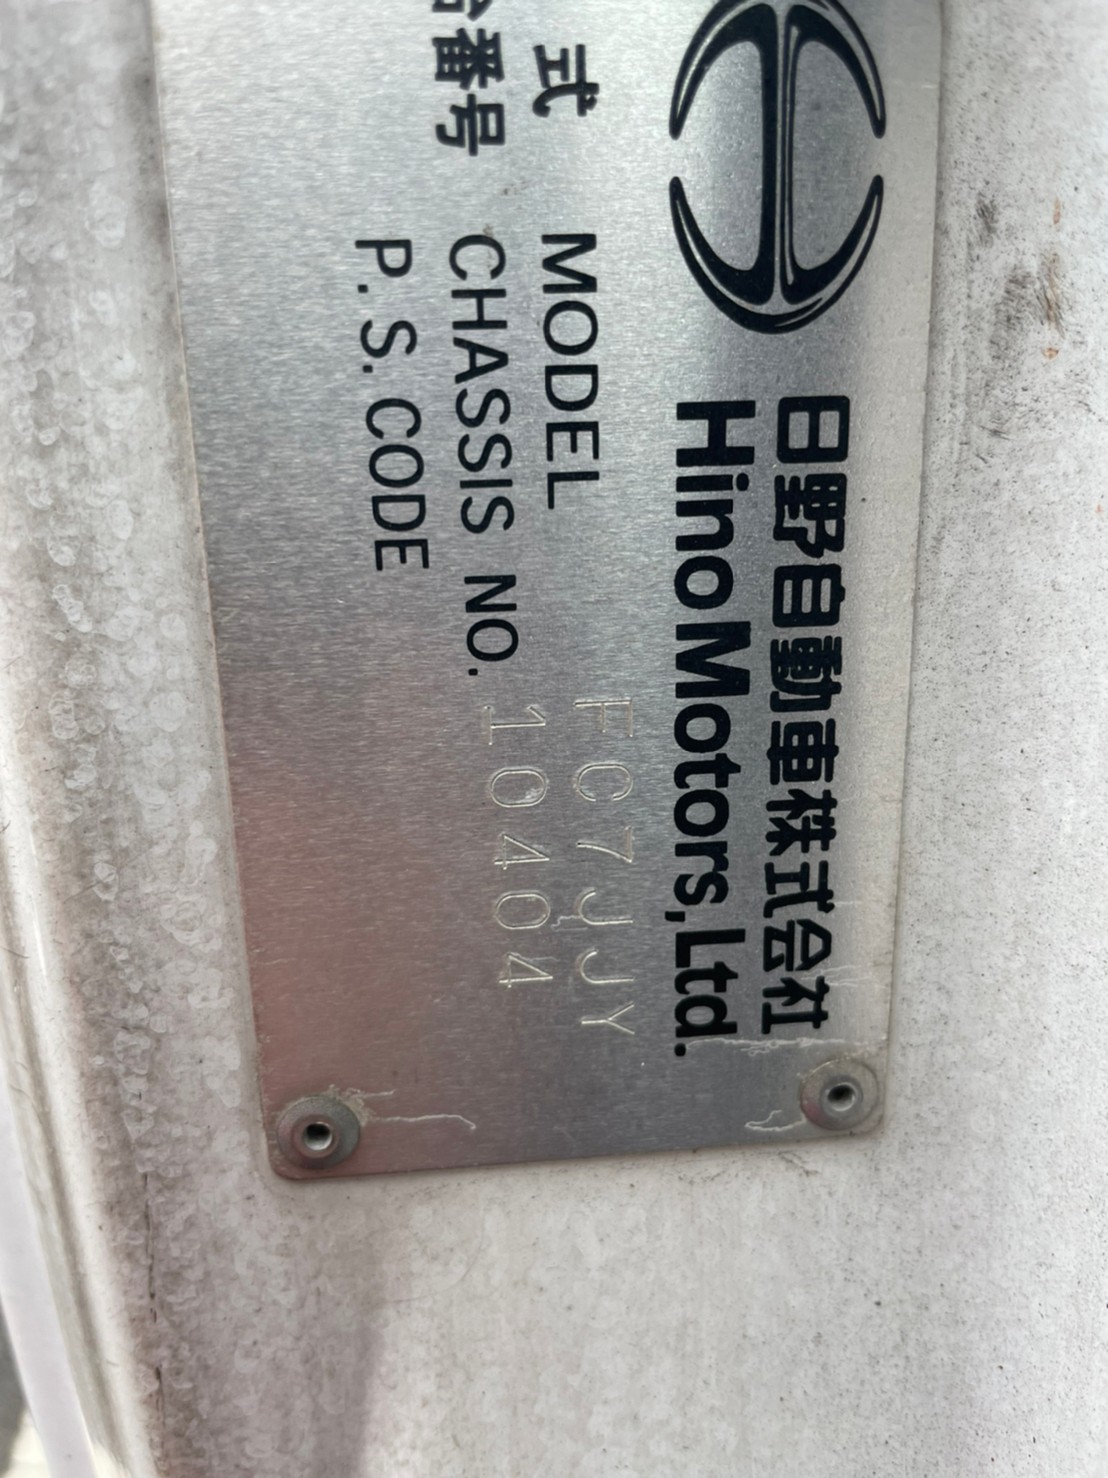 日野自動車株式会社
Hino Motors, Ltd.
式 MODEL FC7JJY
番号 CHASSIS NO. 10404
P.S.CODE